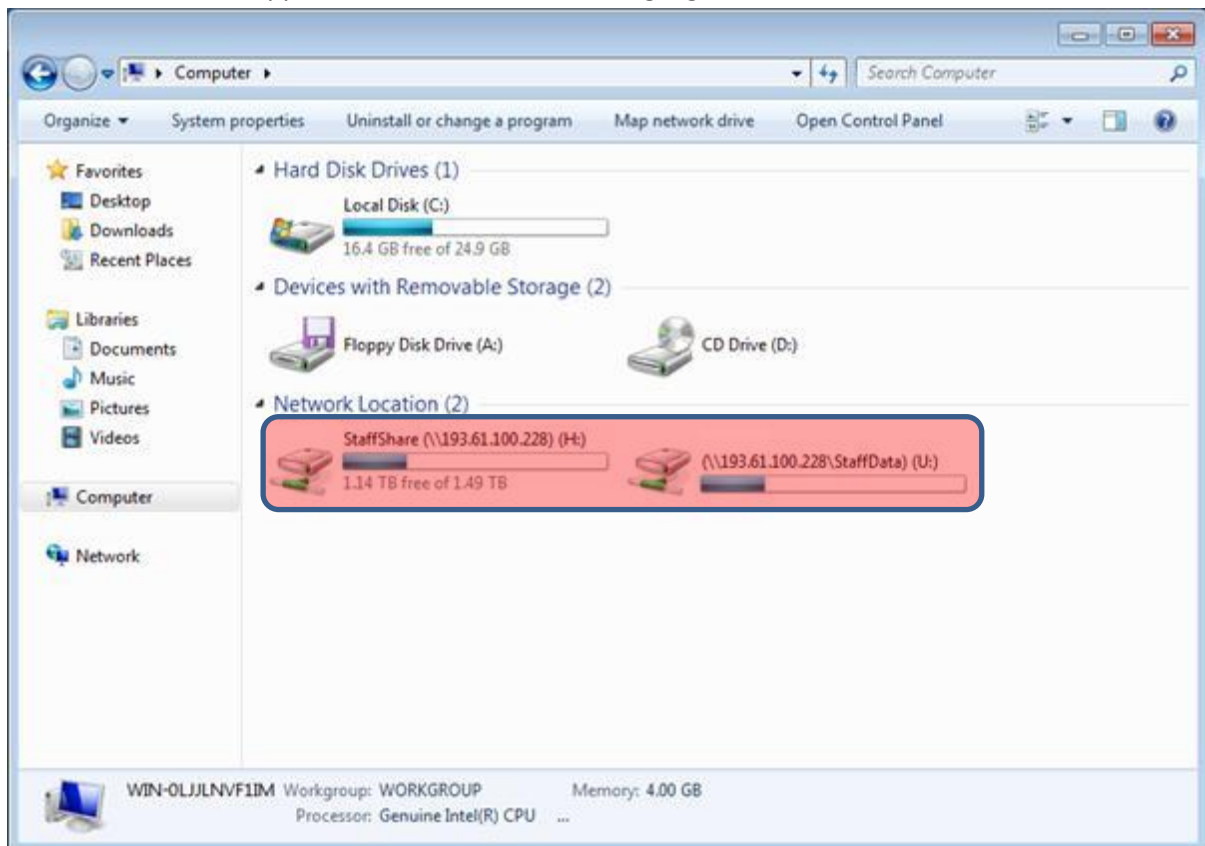 Computer
Search Computer
Organize System properties Uninstall or change a program Map network drive Open Control Panel
Favorites
Desktop
Downloads
Recent Places
Libraries
Documents
Music
Pictures
Videos
Computer
Network
Hard Disk Drives (1)
Local Disk (C:)
16.4 GB free of 24.9 GB
Devices with Removable Storage (2)
Floppy Disk Drive (A:)
CD Drive (D:)
Network Location (2)
StaffShare (\\193.61.100.228) (H:)
1.14 TB free of 1.49 TB
(\\193.61.100.228\StaffData) (U:)
WIN-0LJJLNVF1IM Workgroup: WORKGROUP Memory: 4.00 GB
Processor: Genuine Intel(R) CPU ...